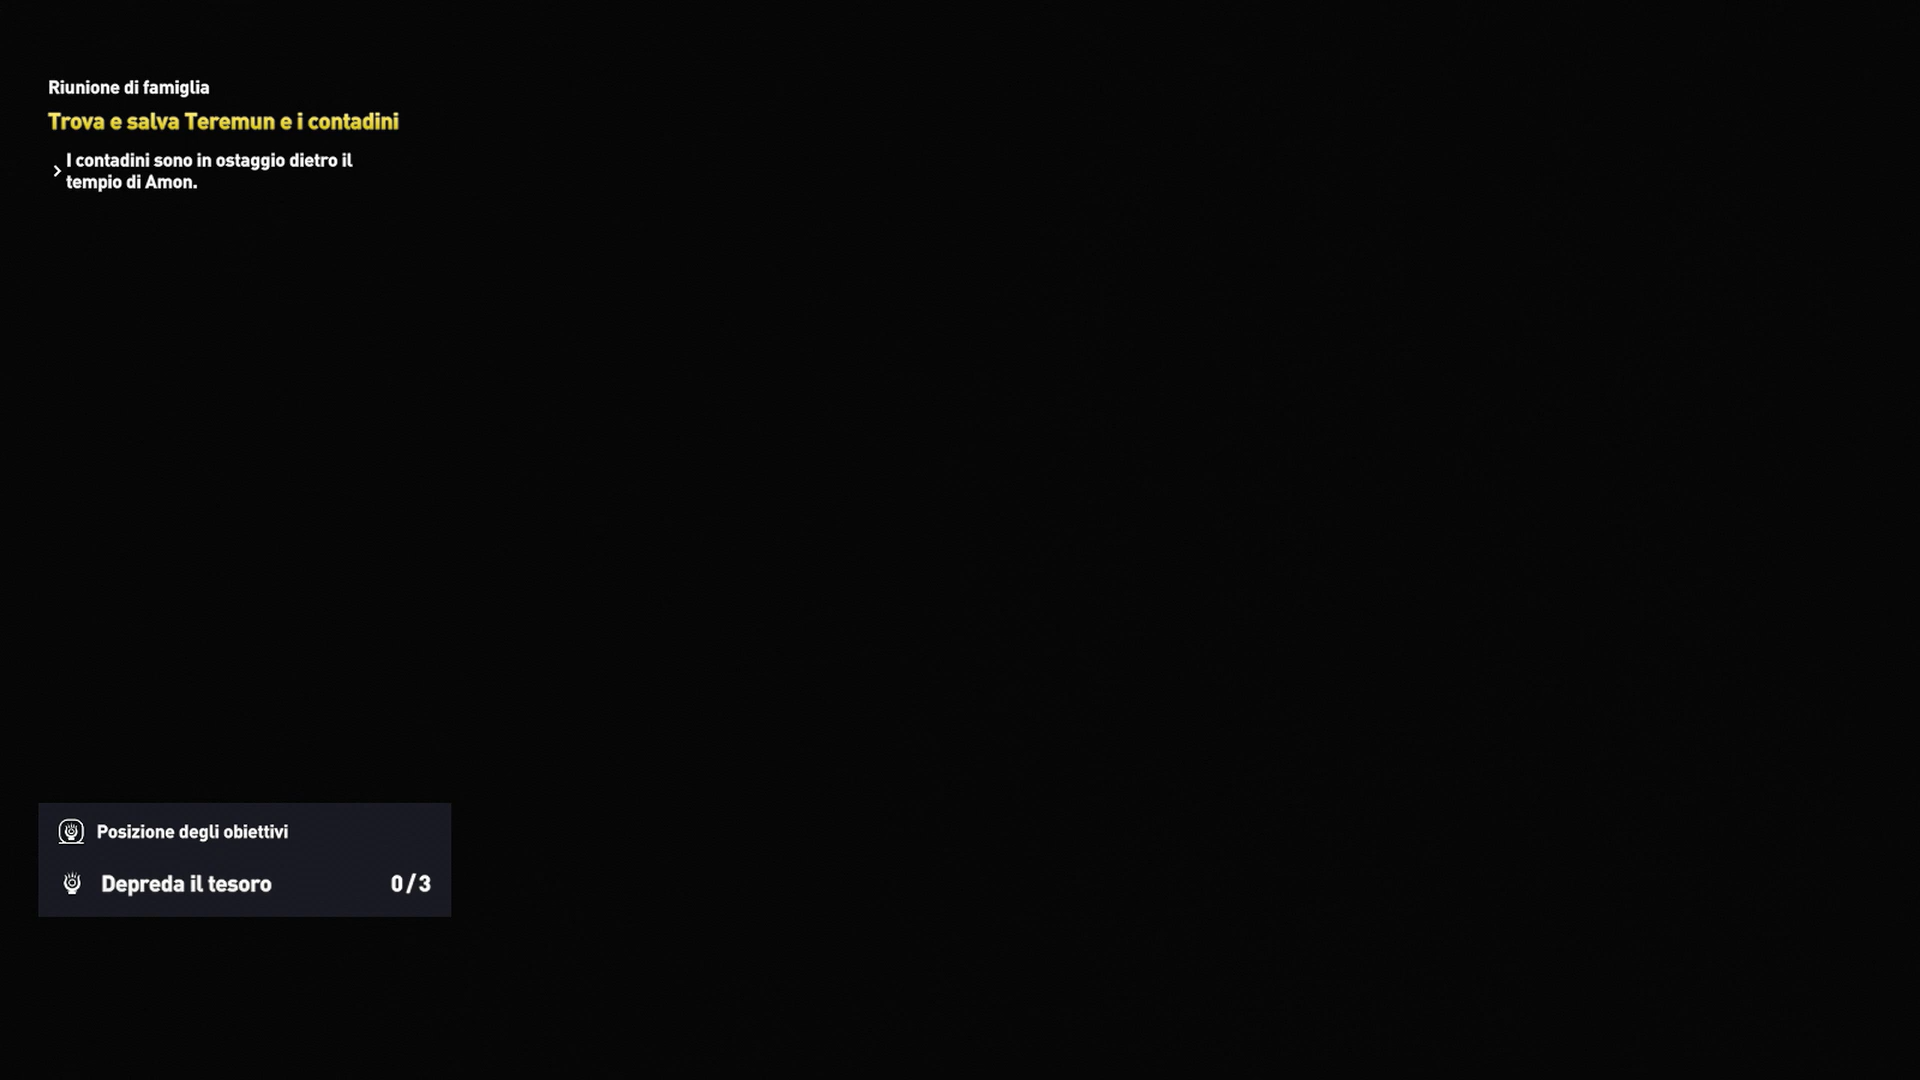 Riunione di famiglia
Trova e salva Teremun e i contadini
I contadini sono in ostaggio dietro il
tempio di Amon.
Posizione degli obiettivi
Depreda il tesoro 0/3